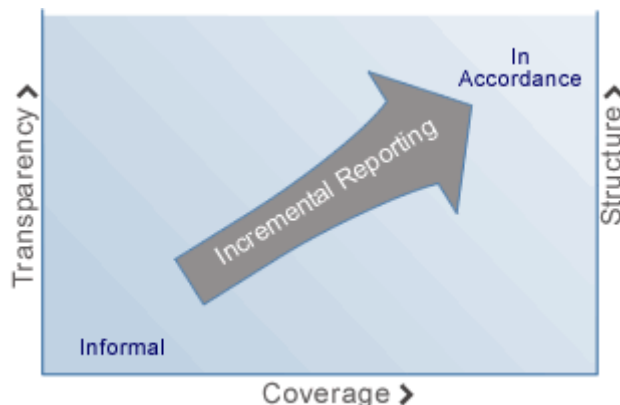 In
Accordance
Transparency >
Structure >
Incremental Reporting
Informal
Coverage >